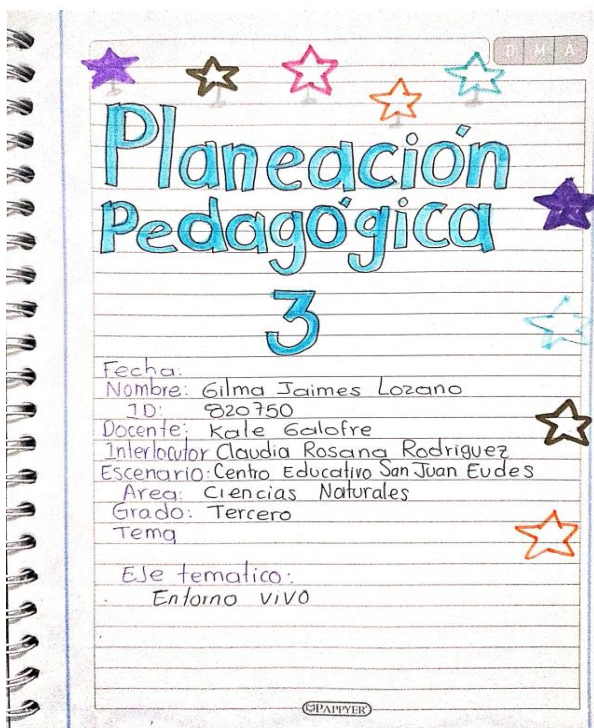 D M A
Planeación
Pedagógica
3
Fecha:
Nombre: Gilma Jaimes Lozano
ID: 820750
Docente: Kate Galofre
Interlocutor Claudia Rosana Rodriguez
Escenario: Centro Educativo San Juan Eudes
Area: Ciencias Naturales
Grado: Tercero
Tema
Eje tematico:
Entorno vivo
PAPPYER